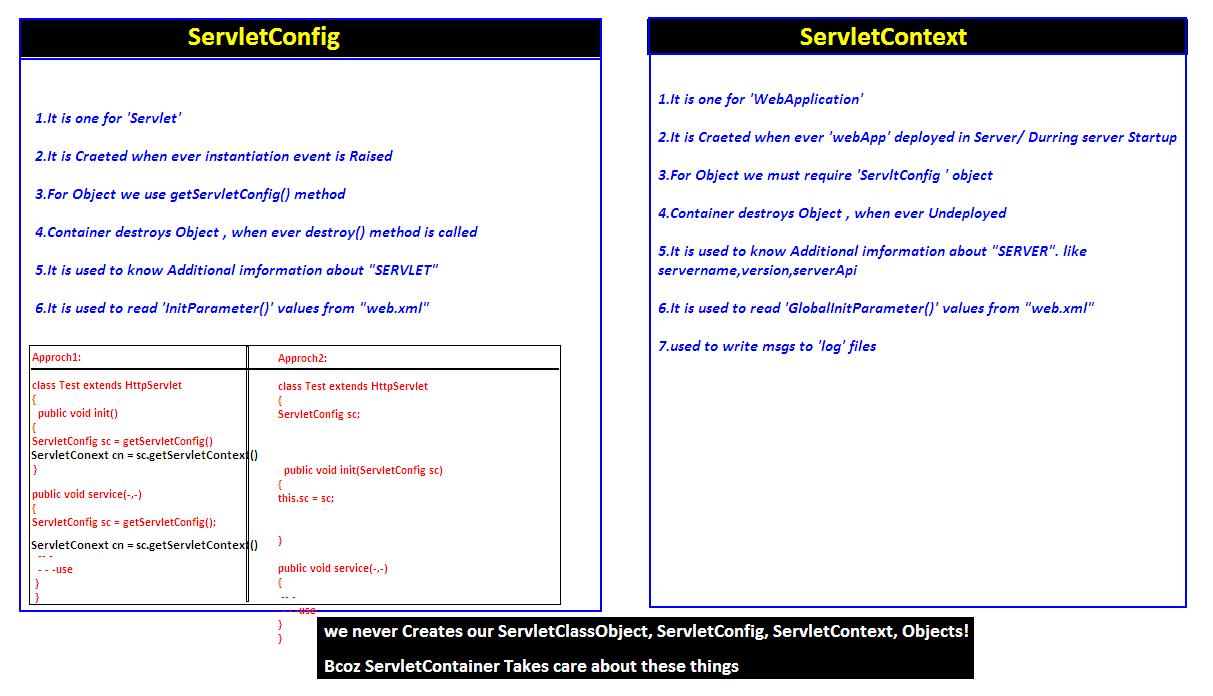 ServletConfig
1.It is one for 'Servlet'
2.It is Craeted when ever instantiation event is Raised
3.For Object we use getServletConfig() method
4.Container destroys Object , when ever destroy() method is called
5.It is used to know Additional imformation about "SERVLET"
6.It is used to read 'InitParameter()' values from "web.xml"
Approch1:
class Test extends HttpServlet
{
public void init()
{
ServletConfig sc = getServletConfig()
ServletConext cn = sc.getServletContext()
}
public void service(-,-)
{
ServletConfig sc = getServletConfig();
ServletConext cn = sc.getServletContext()
-- -
- - -use
}
}
Approch2:
class Test extends HttpServlet
{
ServletConfig sc;
public void init(ServletConfig sc)
{
this.sc = sc;
}
public void service(-,-)
{
-- -
- - -use
}
}
ServletContext
1.It is one for 'WebApplication'
2.It is Craeted when ever 'webApp' deployed in Server/ Durring server Startup
3.For Object we must require 'ServltConfig ' object
4.Container destroys Object , when ever Undeployed
5.It is used to know Additional imformation about "SERVER". like
servername,version,serverApi
6.It is used to read 'GlobalInitParameter()' values from "web.xml"
7.used to write msgs to 'log' files
we never Creates our ServletClassObject, ServletConfig, ServletContext, Objects!
Bcoz ServletContainer Takes care about these things